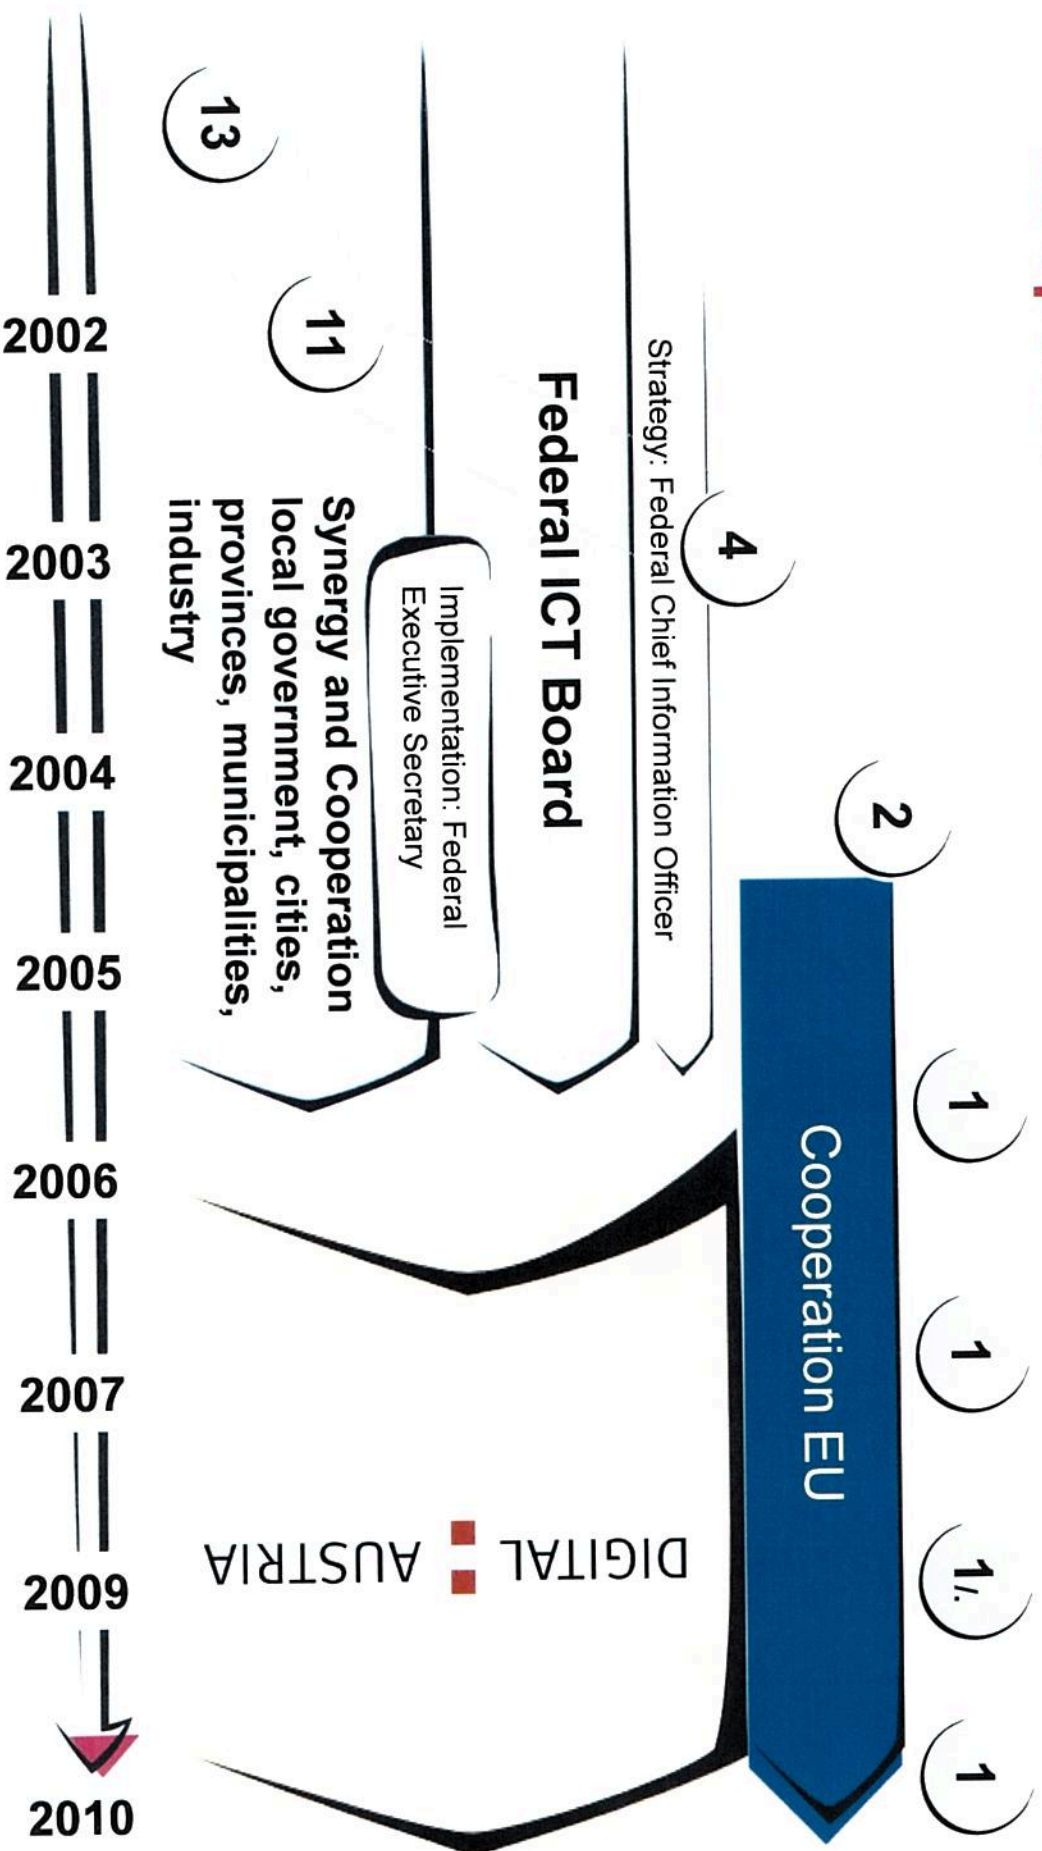 1
1
1/.
1
2
Cooperation EU
4
Strategy: Federal Chief Information Officer
Federal ICT Board
Implementation: Federal
Executive Secretary
DIGITAL
AUSTRIA
11
Synergy and Cooperation
local government, cities,
provinces, municipalities,
industry
13
2002
2003
2004
2005
2006
2007
2009
2010